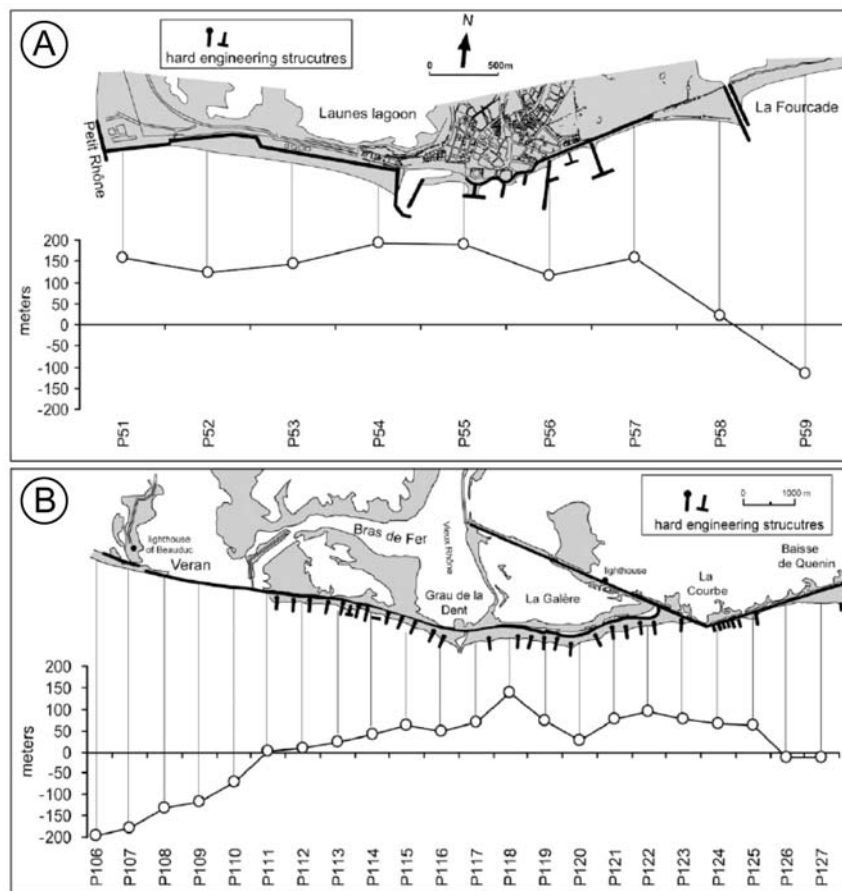 A
hard engineering strucutres
N
0 500m
Launes lagoon
La Fourcade
Petit Rhône
200
150
100
50
0
-50
-100
-150
-200
meters
P51
P52
P53
P54
P55
P56
P57
P58
P59
B
0 1000 m
hard engineering strucutres
lighthouse
of Beauduc
Veran
Bras de Fer
Vieux Rhône
Grau de la
Dent
La Galère
lighthouse
La
Courbe
Baisse
de Quenin
200
150
100
50
0
-50
-100
-150
-200
meters
P106
P107
P108
P109
P110
P111
P112
P113
P114
P115
P116
P117
P118
P119
P120
P121
P122
P123
P124
P125
P126
P127